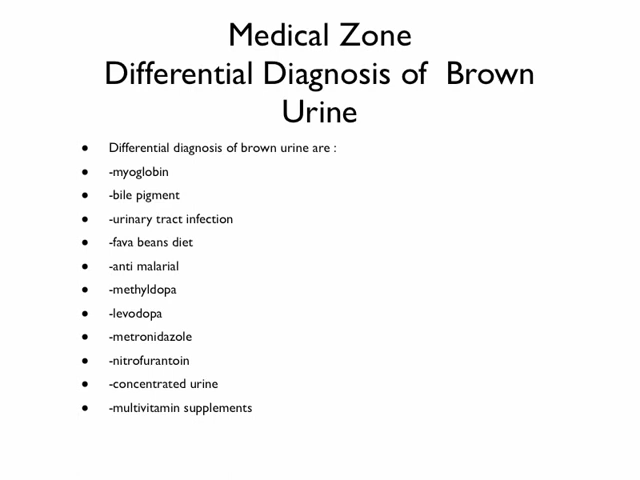 Medical Zone
Differential Diagnosis of Brown
Urine
• Differential diagnosis of brown urine are :
• -myoglobin
• -bile pigment
• -urinary tract infection
• -fava beans diet
• -anti malarial
• -methyldopa
• -levodopa
• -metronidazole
• -nitrofurantoin
• -concentrated urine
• -multivitamin supplements